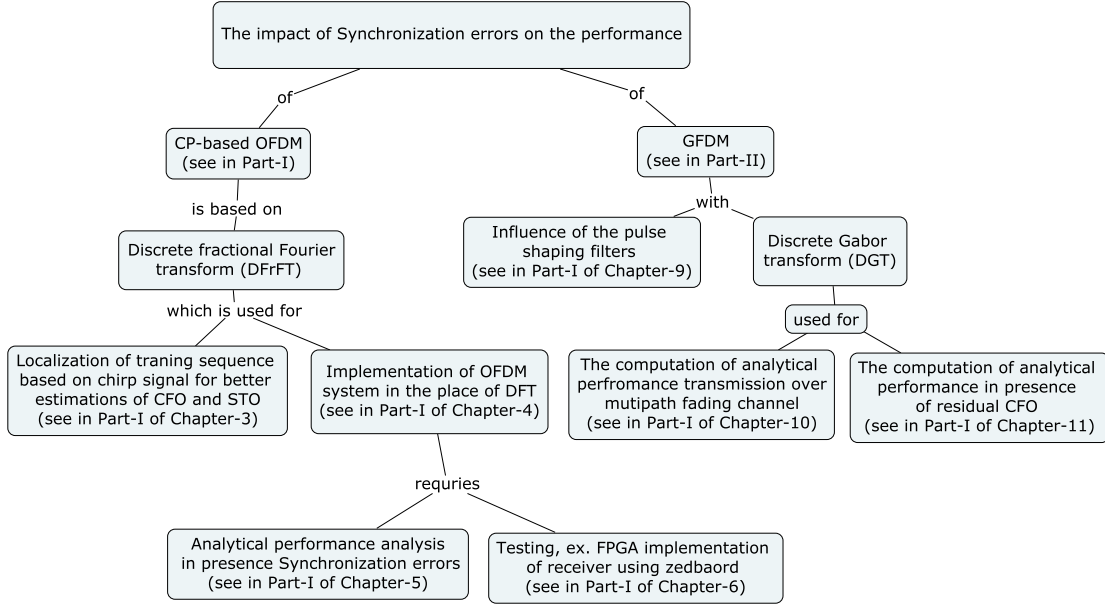 The impact of Synchronization errors on the performance
of
of
CP-based OFDM
(see in Part-I)
GFDM
(see in Part-II)
is based on
with
Discrete fractional Fourier
transform (DFrFT)
Influence of the pulse
shaping filters
(see in Part-I of Chapter-9)
Discrete Gabor
transform (DGT)
which is used for
used for
Localization of traning sequence
based on chirp signal for better
estimations of CFO and STO
(see in Part-I of Chapter-3)
Implementation of OFDM
system in the place of DFT
(see in Part-I of Chapter-4)
The computation of analytical
perfromance transmission over
mutipath fading channel
(see in Part-I of Chapter-10)
The computation of analytical
performance in presence
of residual CFO
(see in Part-I of Chapter-11)
requries
Analytical performance analysis
in presence Synchronization errors
(see in Part-I of Chapter-5)
Testing, ex. FPGA implementation
of receiver using zedbaord
(see in Part-I of Chapter-6)